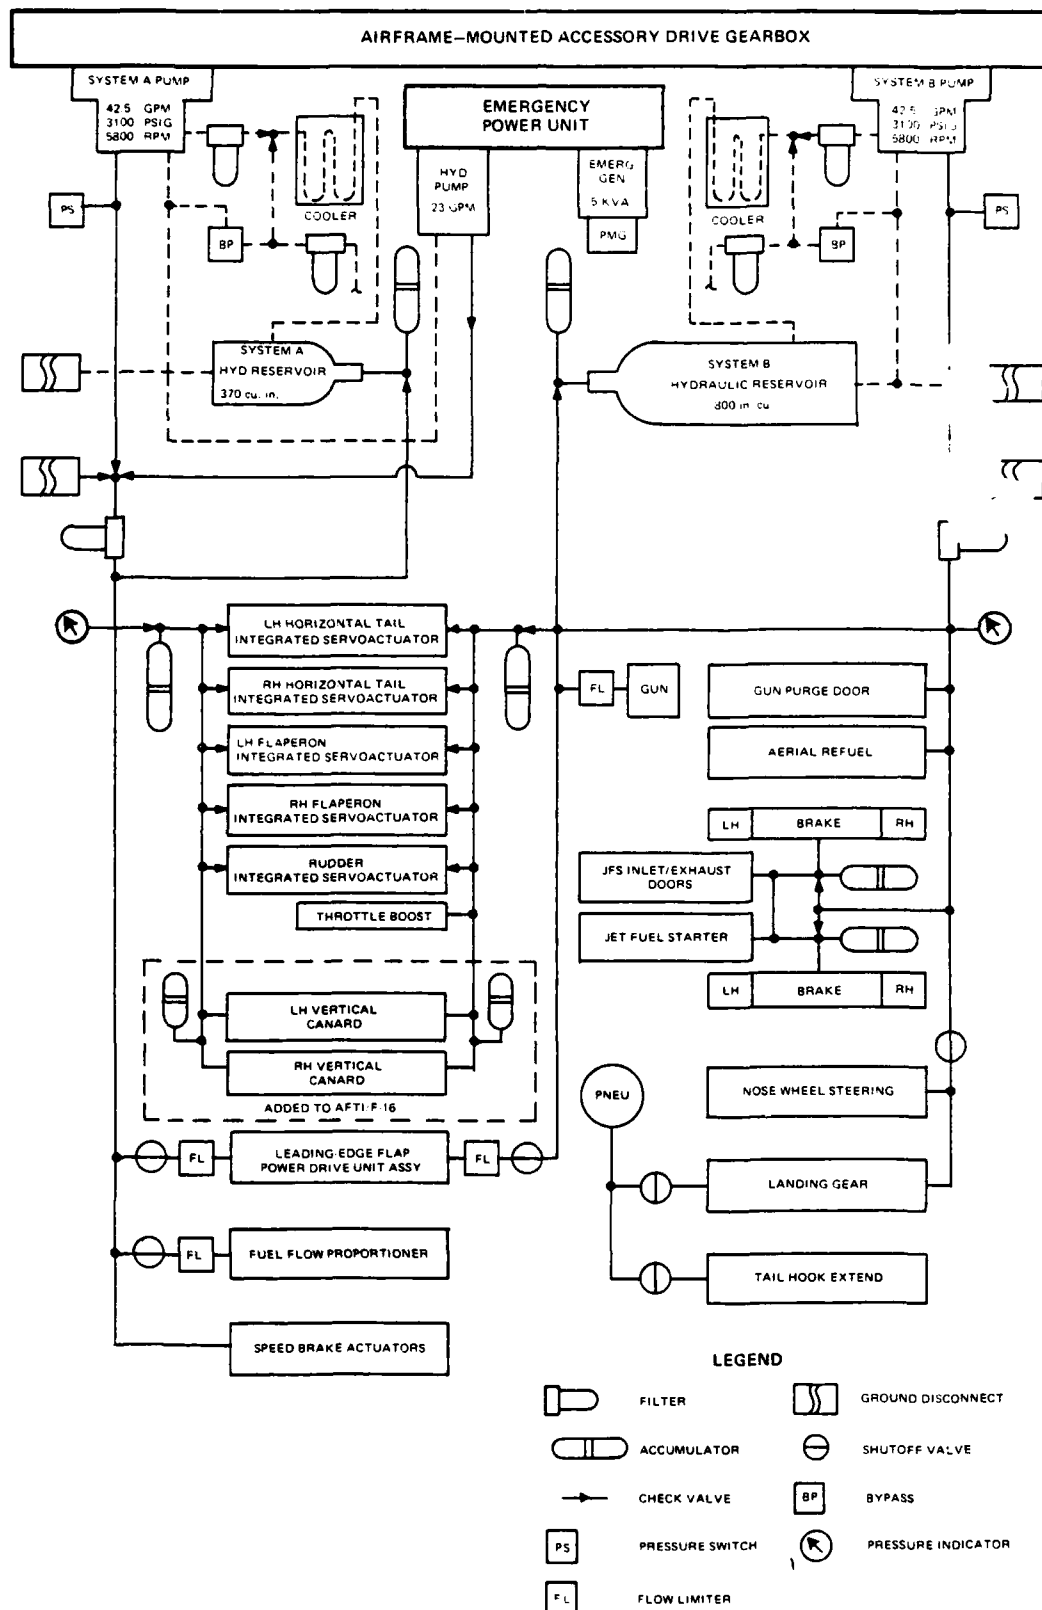 AIRFRAME–MOUNTED ACCESSORY DRIVE GEARBOX
SYSTEM A PUMP
42.5 GPM
3100 PSIG
5800 RPM
EMERGENCY
POWER UNIT
SYSTEM B PUMP
42.5 GPM
3100 PSIG
5800 RPM
HYD
PUMP
23 GPM
EMERG
GEN
5 KVA
PMG
PS
COOLER
BP
COOLER
BP
PS
SYSTEM A
HYD RESERVOIR
370 cu. in.
SYSTEM B
HYDRAULIC RESERVOIR
800 in. cu
LH HORIZONTAL TAIL
INTEGRATED SERVOACTUATOR
RH HORIZONTAL TAIL
INTEGRATED SERVOACTUATOR
FL
GUN
GUN PURGE DOOR
LH FLAPERON
INTEGRATED SERVOACTUATOR
AERIAL REFUEL
RH FLAPERON
INTEGRATED SERVOACTUATOR
LH BRAKE RH
RUDDER
INTEGRATED SERVOACTUATOR
JFS INLET/EXHAUST
DOORS
THROTTLE BOOST
JET FUEL STARTER
LH BRAKE RH
LH VERTICAL
CANARD
RH VERTICAL
CANARD
ADDED TO AFTI/F-16
PNEU
NOSE WHEEL STEERING
FL
LEADING-EDGE FLAP
POWER DRIVE UNIT ASSY
FL
LANDING GEAR
FL
FUEL FLOW PROPORTIONER
TAIL HOOK EXTEND
SPEED BRAKE ACTUATORS
LEGEND
FILTER
GROUND DISCONNECT
ACCUMULATOR
SHUTOFF VALVE
CHECK VALVE
BP
BYPASS
PS
PRESSURE SWITCH
PRESSURE INDICATOR
FL
FLOW LIMITER